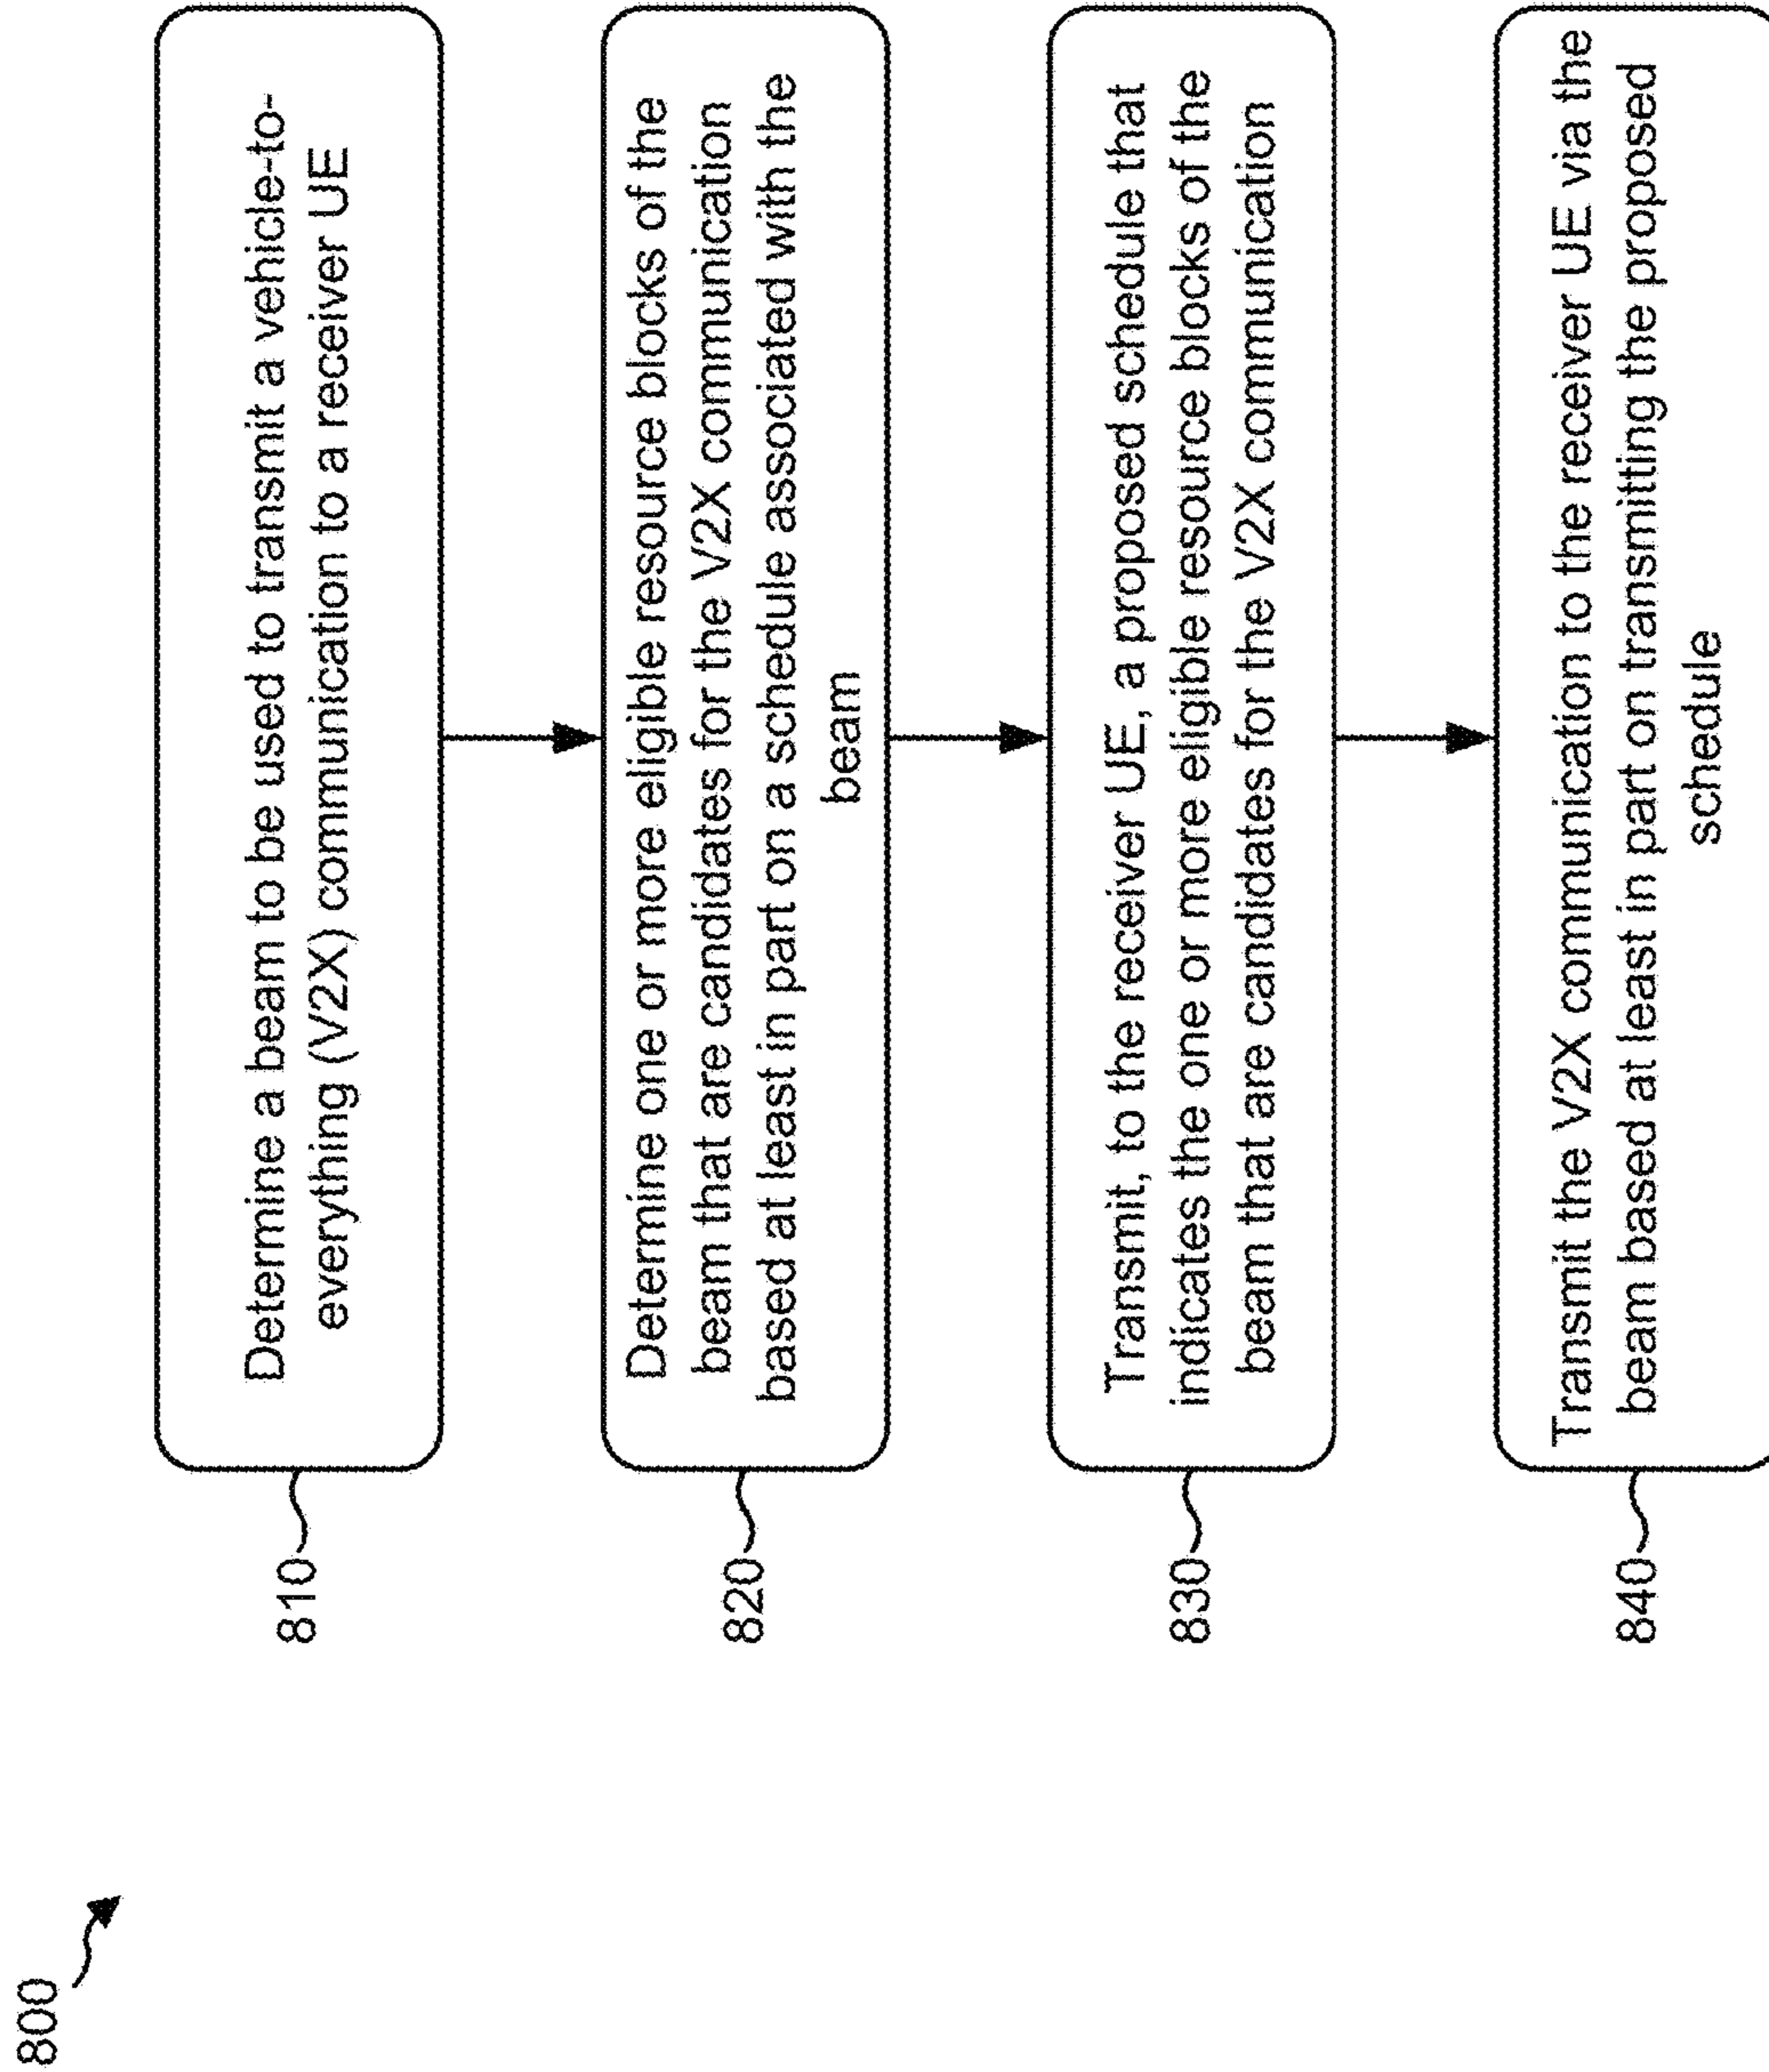 800
810
Determine a beam to be used to transmit a vehicle-to-
everything (V2X) communication to a receiver UE
820
Determine one or more eligible resource blocks of the
beam that are candidates for the V2X communication
based at least in part on a schedule associated with the
beam
830
Transmit, to the receiver UE, a proposed schedule that
indicates the one or more eligible resource blocks of the
beam that are candidates for the V2X communication
840
Transmit the V2X communication to the receiver UE via the
beam based at least in part on transmitting the proposed
schedule